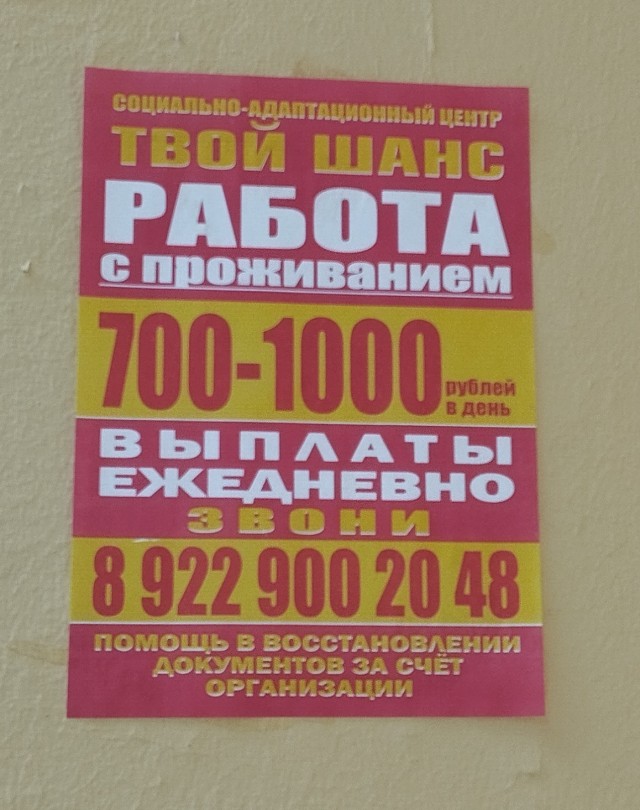 СОЦИАЛЬНО-АДАПТАЦИОННЫЙ ЦЕНТР
ТВОЙ ШАНС
РАБОТА
с проживанием
700-1000 рублей
в день
ВЫПЛАТЫ
ЕЖЕДНЕВНО
ЗВОНИ
8 922 900 20 48
ПОМОЩЬ В ВОССТАНОВЛЕНИИ
ДОКУМЕНТОВ ЗА СЧЁТ
ОРГАНИЗАЦИИ